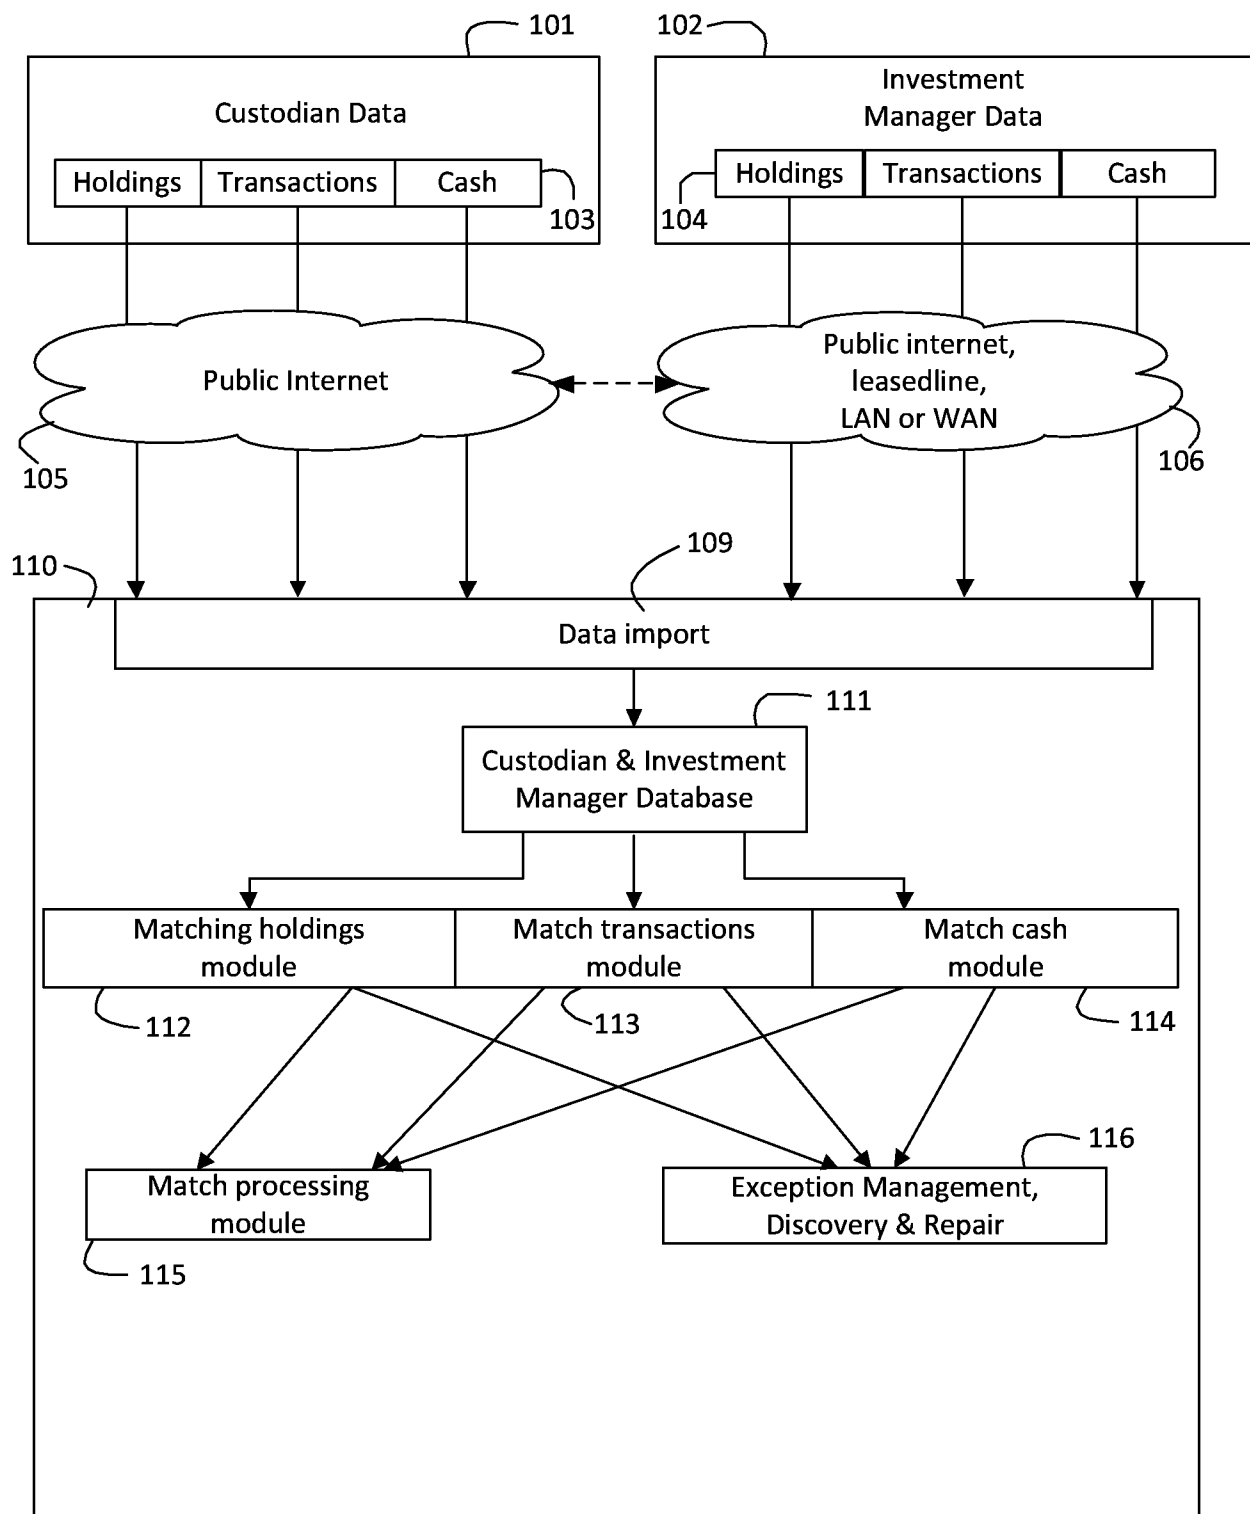 101
102
Custodian Data
Investment
Manager Data
Holdings Transactions Cash
103
Holdings Transactions Cash
104
Public Internet
Public internet,
leasedline,
LAN or WAN
105
106
109
110
Data import
111
Custodian & Investment
Manager Database
Matching holdings
module
Match transactions
module
Match cash
module
112
113
114
116
Match processing
module
Exception Management,
Discovery & Repair
115